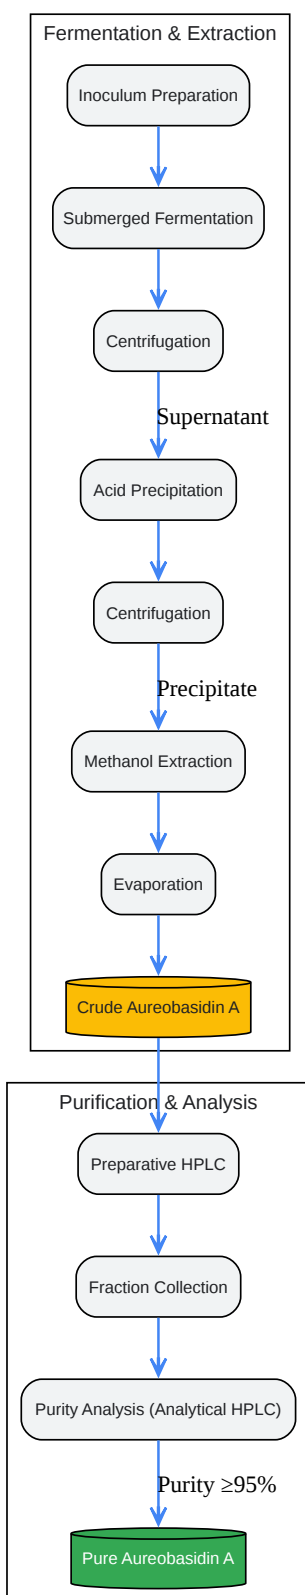 Fermentation & Extraction
Inoculum Preparation
Submerged Fermentation
Centrifugation
Supernatant
Acid Precipitation
Centrifugation
Precipitate
Methanol Extraction
Evaporation
Crude Aureobasidin A
Purification & Analysis
Preparative HPLC
Fraction Collection
Purity Analysis (Analytical HPLC)
Purity ≥95%
Pure Aureobasidin A